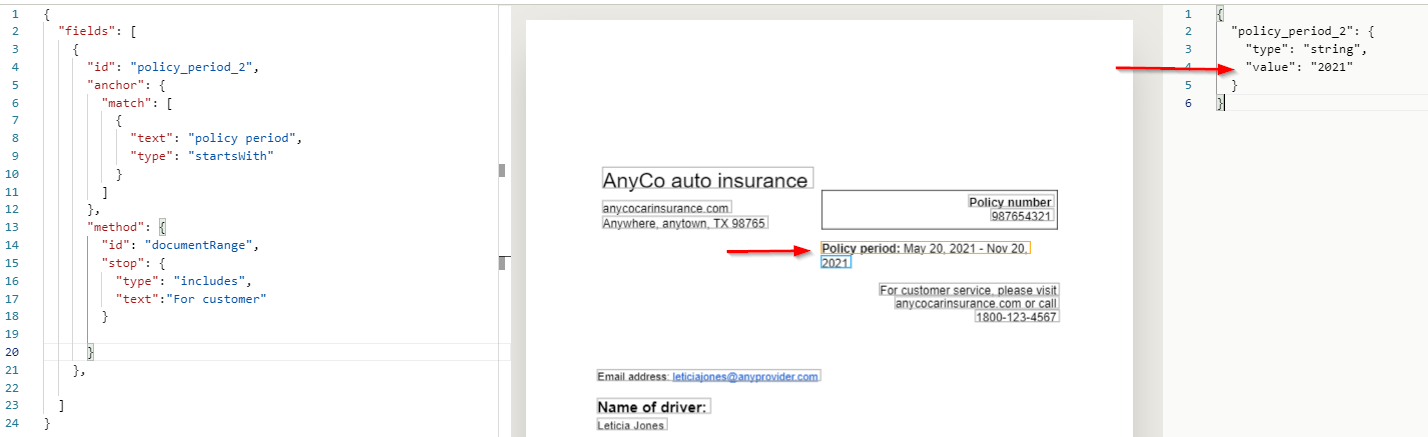 1 {
2 "fields": [
3 {
4 "id": "policy_period_2",
5 "anchor": {
6 "match": [
7 {
8 "text": "policy period",
9 "type": "startsWith"
10 }
11 ]
12 },
13 "method": {
14 "id": "documentRange",
15 "stop": {
16 "type": "includes",
17 "text":"For customer"
18 }
19
20 }
21 },
22
23 ]
24 }
AnyCo auto insurance
anycocarinsurance.com
Anywhere, anytown, TX 98765
Policy number
987654321
Policy period: May 20, 2021 - Nov 20,
2021
For customer service, please visit
anycocarinsurance.com or call
1800-123-4567
Email address: leticiajones@anyprovider.com
Name of driver:
Leticia Jones
1 {
2 "policy_period_2": {
3 "type": "string",
4 "value": "2021"
5 }
6 }